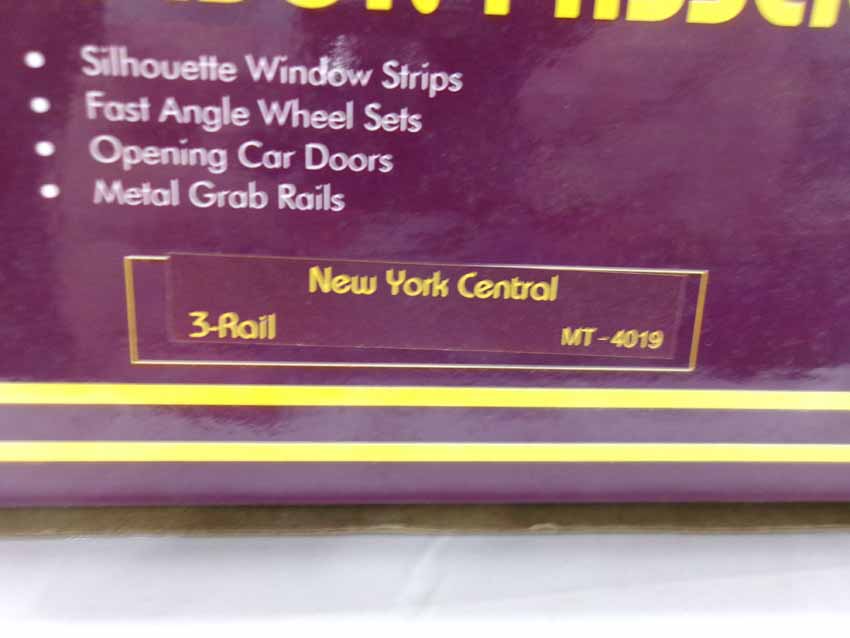 • Silhouette Window Strips
• Fast Angle Wheel Sets
• Opening Car Doors
• Metal Grab Rails
New York Central
3-Rail MT-4019